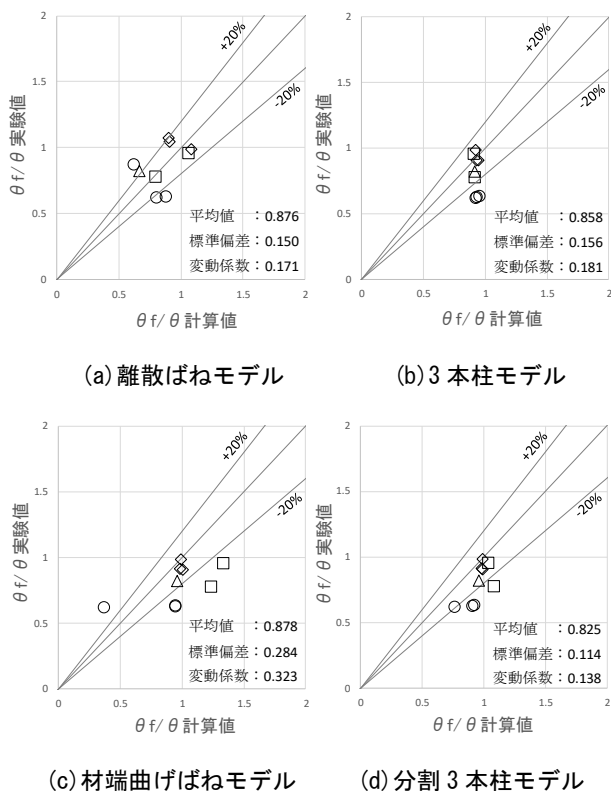 2
+20%
1.5
-20%
θf/θ 実験値
1
0.5
平均値 :0.876
標準偏差:0.150
変動係数:0.171
0
0 0.5 1 1.5 2
θf/θ 計算値
(a)離散ばねモデル
2
+20%
1.5
-20%
θf/θ 実験値
1
0.5
平均値 :0.858
標準偏差:0.156
変動係数:0.181
0
0 0.5 1 1.5 2
θf/θ 計算値
(b)3本柱モデル
2
+20%
1.5
-20%
θf/θ 実験値
1
0.5
平均値 :0.878
標準偏差:0.284
変動係数:0.323
0
0 0.5 1 1.5 2
θf/θ 計算値
(c)材端曲げばねモデル
2
+20%
1.5
-20%
θf/θ 実験値
1
0.5
平均値 :0.825
標準偏差:0.114
変動係数:0.138
0
0 0.5 1 1.5 2
θf/θ 計算値
(d)分割3本柱モデル